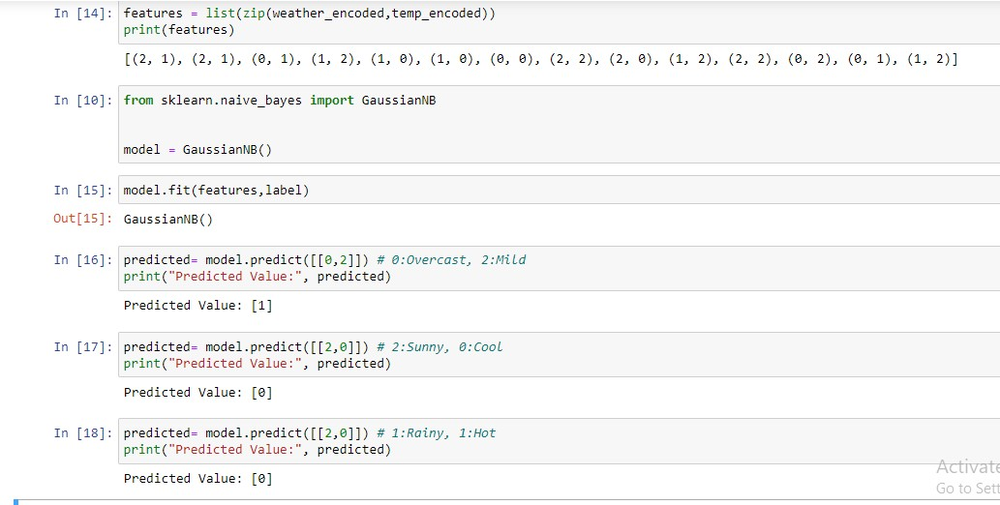 In [14]: features = list(zip(weather_encoded,temp_encoded))
print(features)
[(2, 1), (2, 1), (0, 1), (1, 2), (1, 0), (1, 0), (0, 0), (2, 2), (2, 0), (1, 2), (2, 2), (0, 2), (0, 1), (1, 2)]
In [10]: from sklearn.naive_bayes import GaussianNB
model = GaussianNB()
In [15]: model.fit(features,label)
Out[15]: GaussianNB()
In [16]: predicted= model.predict([[0,2]]) # 0:Overcast, 2:Mild
print("Predicted Value:", predicted)
Predicted Value: [1]
In [17]: predicted= model.predict([[2,0]]) # 2:Sunny, 0:Cool
print("Predicted Value:", predicted)
Predicted Value: [0]
In [18]: predicted= model.predict([[2,0]]) # 1:Rainy, 1:Hot
print("Predicted Value:", predicted)
Predicted Value: [0]
Activate
Go to Sett